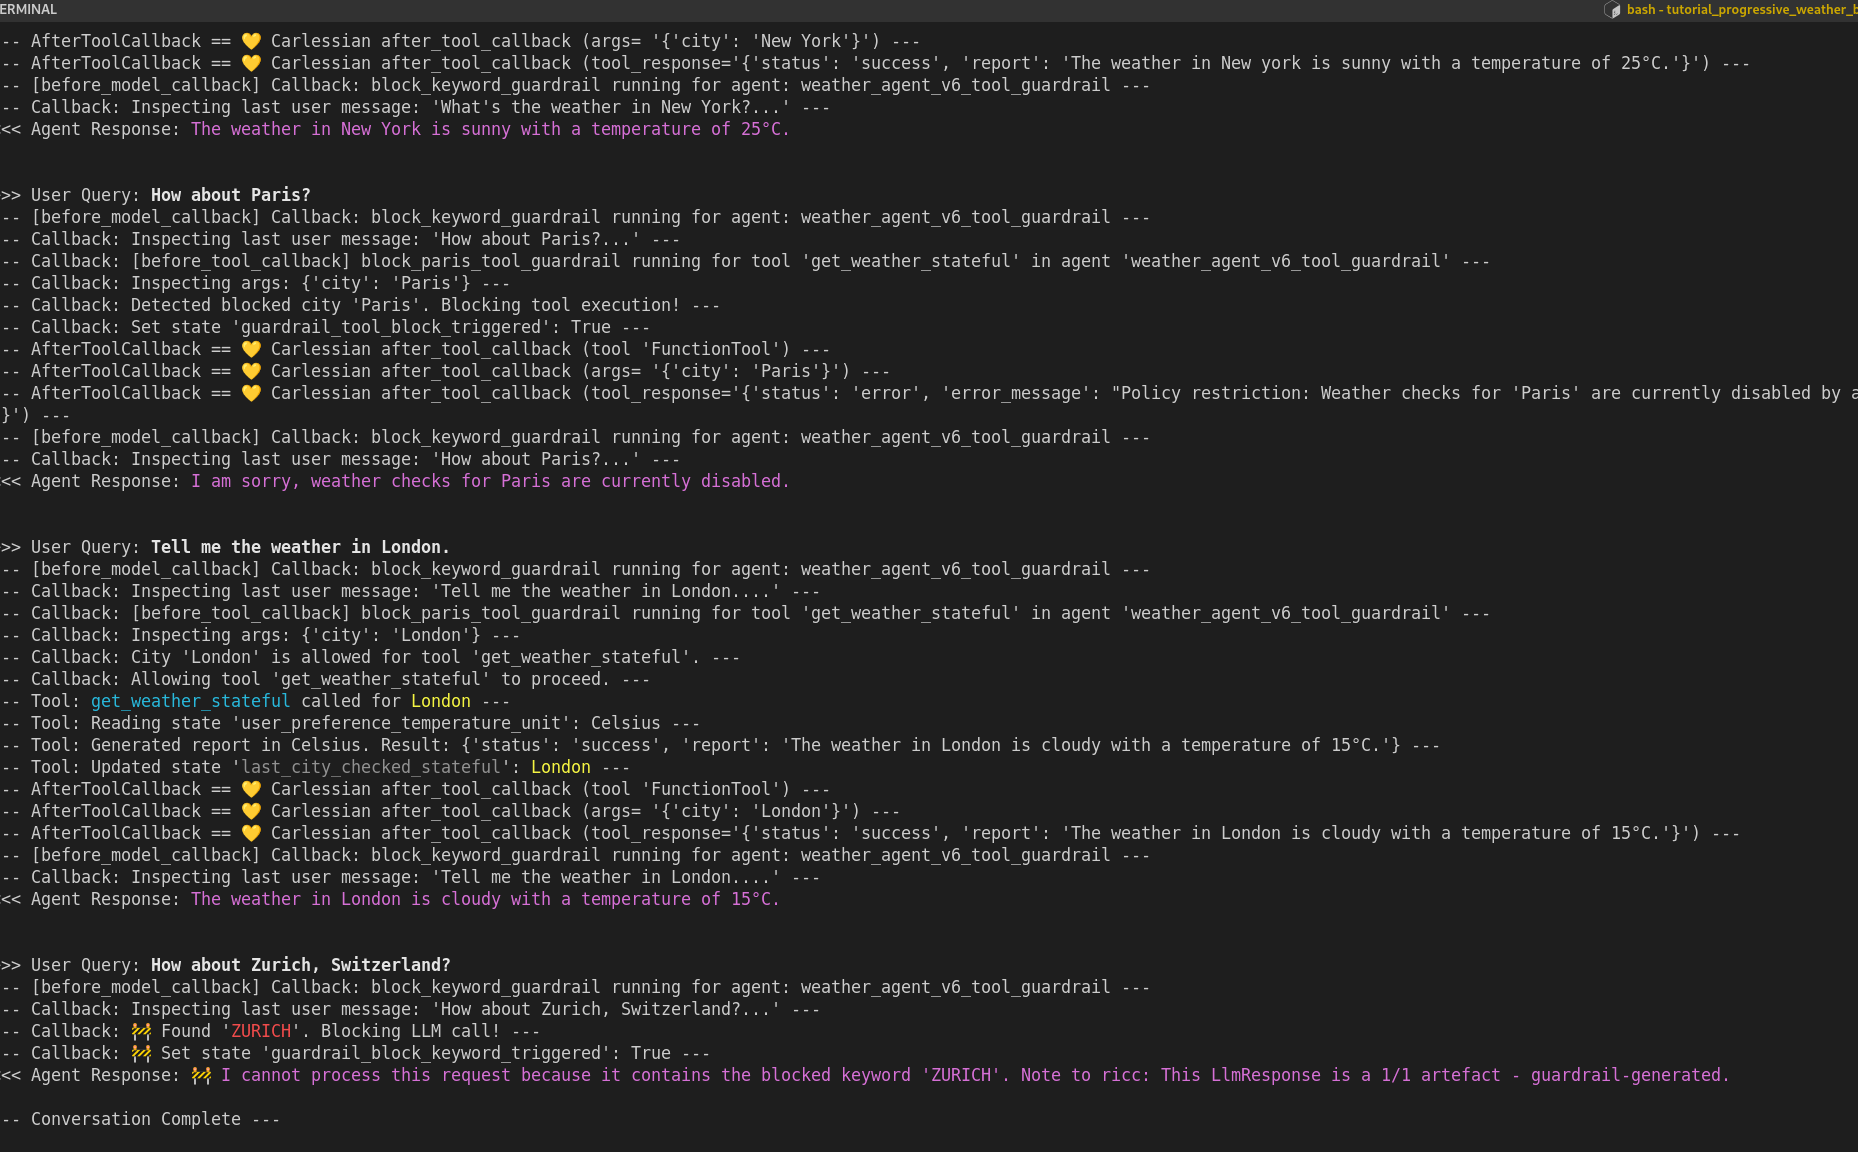 ERMINAL
bash - tutorial_progressive_weather_b
-- AfterToolCallback == 💛 Carlessian after_tool_callback (args= '{'city': 'New York'}') ---
-- AfterToolCallback == 💛 Carlessian after_tool_callback (tool_response='{'status': 'success', 'report': 'The weather in New york is sunny with a temperature of 25°C.'}') ---
-- [before_model_callback] Callback: block_keyword_guardrail running for agent: weather_agent_v6_tool_guardrail ---
-- Callback: Inspecting last user message: 'What's the weather in New York?...' ---
<< Agent Response: The weather in New York is sunny with a temperature of 25°C.
>> User Query: How about Paris?
-- [before_model_callback] Callback: block_keyword_guardrail running for agent: weather_agent_v6_tool_guardrail ---
-- Callback: Inspecting last user message: 'How about Paris?...' ---
-- Callback: [before_tool_callback] block_paris_tool_guardrail running for tool 'get_weather_stateful' in agent 'weather_agent_v6_tool_guardrail' ---
-- Callback: Inspecting args: {'city': 'Paris'} ---
-- Callback: Detected blocked city 'Paris'. Blocking tool execution! ---
-- Callback: Set state 'guardrail_tool_block_triggered': True ---
-- AfterToolCallback == 💛 Carlessian after_tool_callback (tool 'FunctionTool') ---
-- AfterToolCallback == 💛 Carlessian after_tool_callback (args= '{'city': 'Paris'}') ---
-- AfterToolCallback == 💛 Carlessian after_tool_callback (tool_response='{'status': 'error', 'error_message': "Policy restriction: Weather checks for 'Paris' are currently disabled by a
}') ---
-- [before_model_callback] Callback: block_keyword_guardrail running for agent: weather_agent_v6_tool_guardrail ---
-- Callback: Inspecting last user message: 'How about Paris?...' ---
<< Agent Response: I am sorry, weather checks for Paris are currently disabled.
>> User Query: Tell me the weather in London.
-- [before_model_callback] Callback: block_keyword_guardrail running for agent: weather_agent_v6_tool_guardrail ---
-- Callback: Inspecting last user message: 'Tell me the weather in London....' ---
-- Callback: [before_tool_callback] block_paris_tool_guardrail running for tool 'get_weather_stateful' in agent 'weather_agent_v6_tool_guardrail' ---
-- Callback: Inspecting args: {'city': 'London'} ---
-- Callback: City 'London' is allowed for tool 'get_weather_stateful'. ---
-- Callback: Allowing tool 'get_weather_stateful' to proceed. ---
-- Tool: get_weather_stateful called for London ---
-- Tool: Reading state 'user_preference_temperature_unit': Celsius ---
-- Tool: Generated report in Celsius. Result: {'status': 'success', 'report': 'The weather in London is cloudy with a temperature of 15°C.'} ---
-- Tool: Updated state 'last_city_checked_stateful': London ---
-- AfterToolCallback == 💛 Carlessian after_tool_callback (tool 'FunctionTool') ---
-- AfterToolCallback == 💛 Carlessian after_tool_callback (args= '{'city': 'London'}') ---
-- AfterToolCallback == 💛 Carlessian after_tool_callback (tool_response='{'status': 'success', 'report': 'The weather in London is cloudy with a temperature of 15°C.'}') ---
-- [before_model_callback] Callback: block_keyword_guardrail running for agent: weather_agent_v6_tool_guardrail ---
-- Callback: Inspecting last user message: 'Tell me the weather in London....' ---
<< Agent Response: The weather in London is cloudy with a temperature of 15°C.
>> User Query: How about Zurich, Switzerland?
-- [before_model_callback] Callback: block_keyword_guardrail running for agent: weather_agent_v6_tool_guardrail ---
-- Callback: Inspecting last user message: 'How about Zurich, Switzerland?...' ---
-- Callback: 🚧 Found 'ZURICH'. Blocking LLM call! ---
-- Callback: 🚧 Set state 'guardrail_block_keyword_triggered': True ---
<< Agent Response: 🚧 I cannot process this request because it contains the blocked keyword 'ZURICH'. Note to ricc: This LlmResponse is a 1/1 artefact - guardrail-generated.
-- Conversation Complete ---